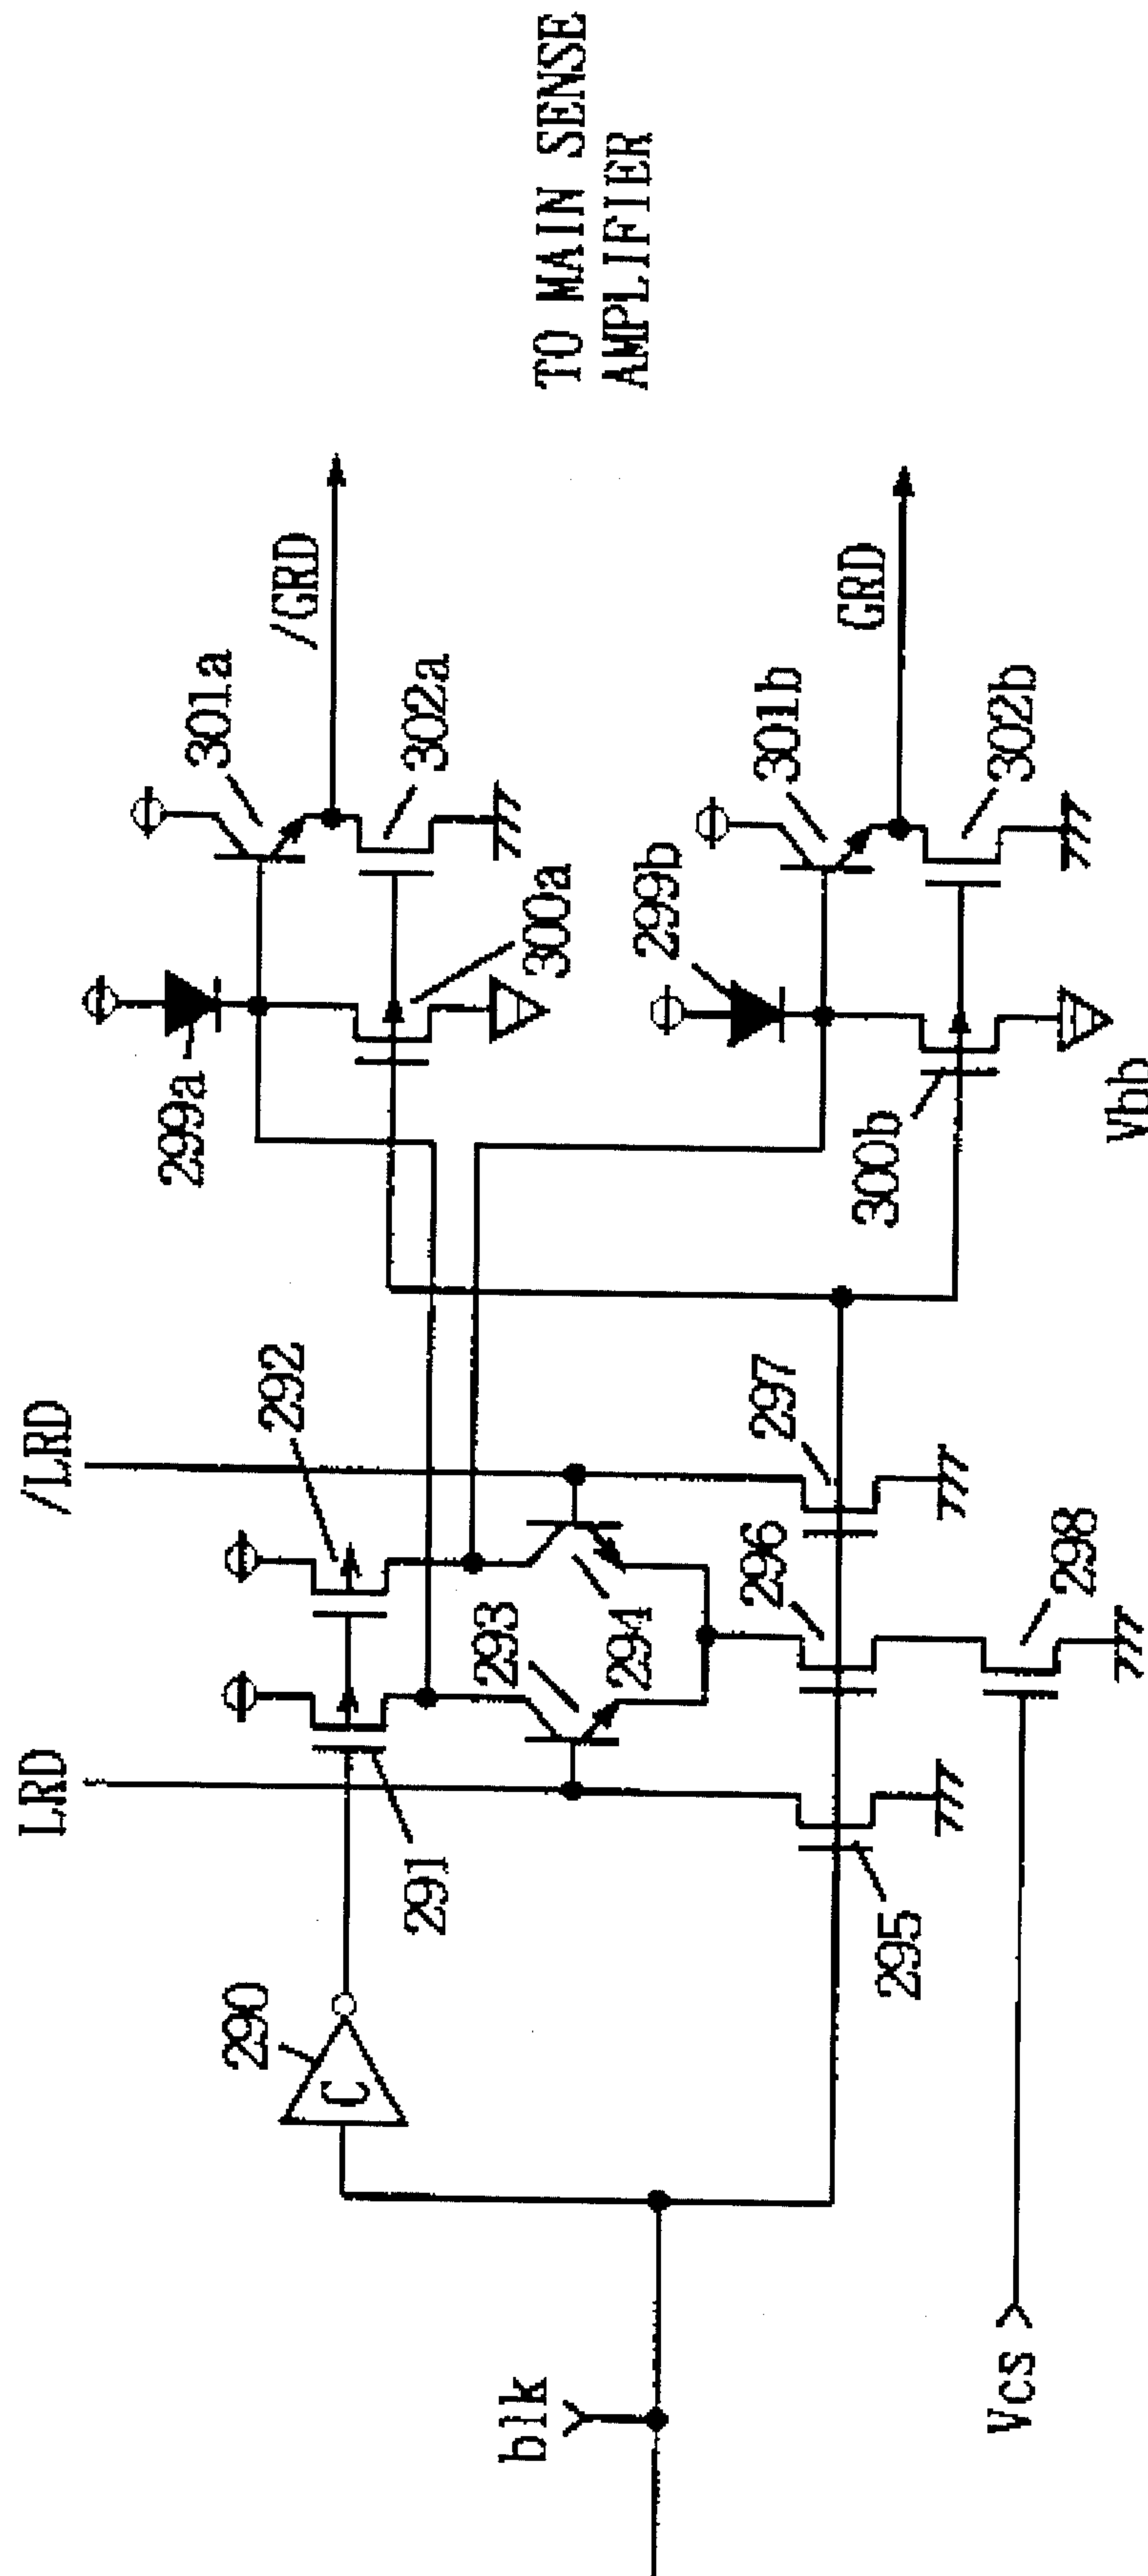 TO MAIN SENSE
AMPLIFIER
/LRD
LRD
290
291
292
293
294
295
296
297
298
299a
300a
301a
302a
/GRD
299b
300b
301b
302b
GRD
Vbb
blk
Vcs
C